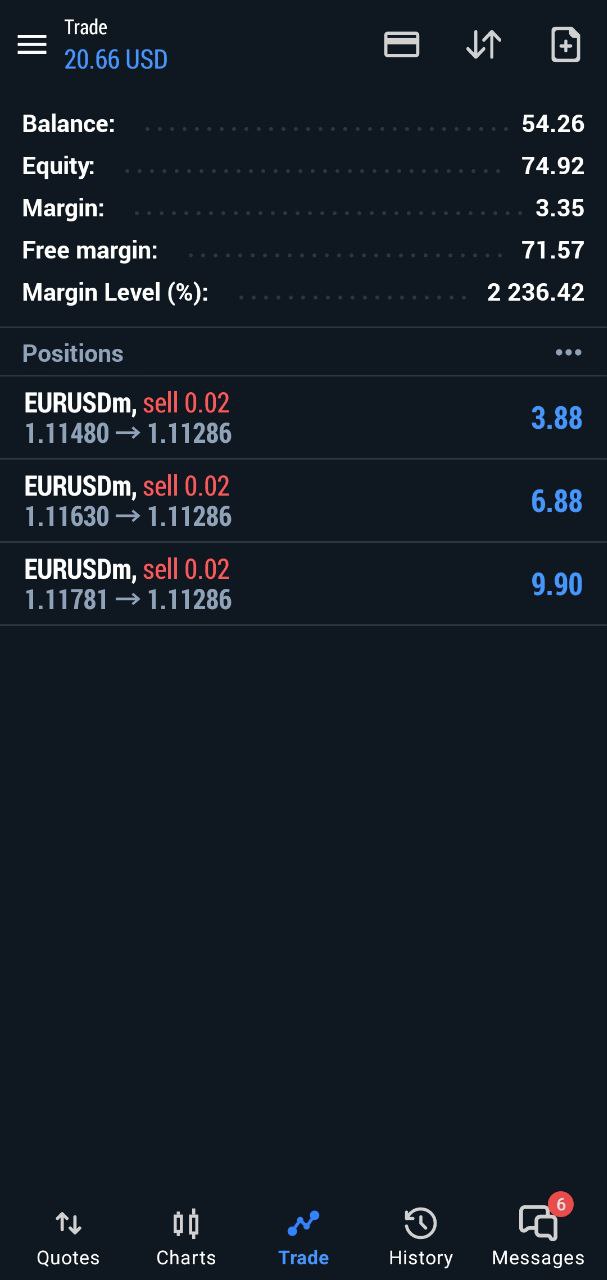 Trade
20.66 USD
Balance: 54.26
Equity: 74.92
Margin: 3.35
Free margin: 71.57
Margin Level (%): 2 236.42
Positions
EURUSDm, sell 0.02
1.11480 → 1.11286 3.88
EURUSDm, sell 0.02
1.11630 → 1.11286 6.88
EURUSDm, sell 0.02
1.11781 → 1.11286 9.90
6
Quotes Charts Trade History Messages